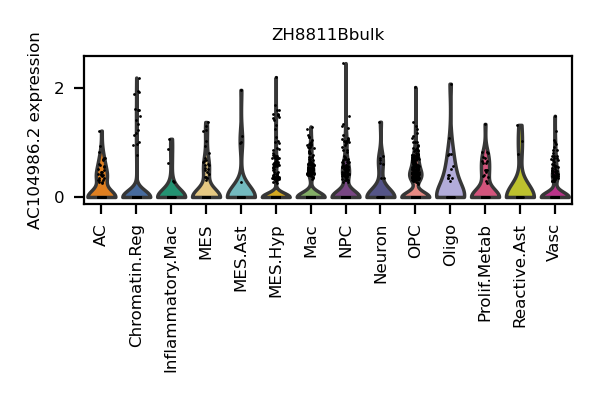 ZH8811Bbulk
AC104986.2 expression
2
0
AC
Chromatin.Reg
Inflammatory.Mac
MES
MES.Ast
MES.Hyp
Mac
NPC
Neuron
OPC
Oligo
Prolif.Metab
Reactive.Ast
Vasc